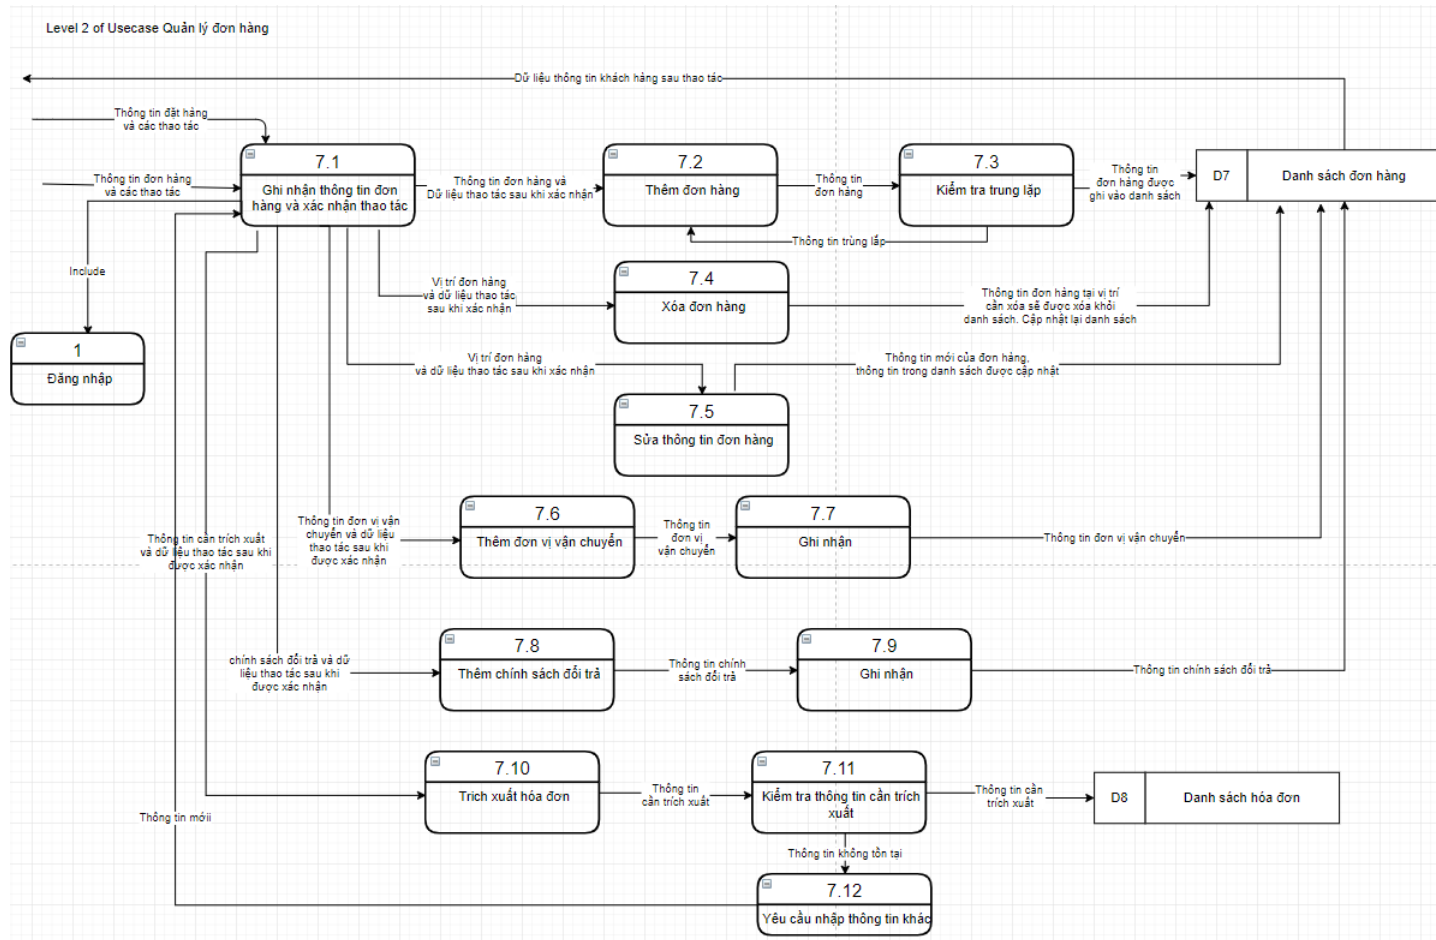 Level 2 of Usecase Quản lý đơn hàng
Dữ liệu thông tin khách hàng sau thao tác
Thông tin đặt hàng
và các thao tác
Thông tin đơn hàng
và các thao tác
7.1
Ghi nhận thông tin đơn
hàng và xác nhận thao tác
Thông tin đơn hàng và
Dữ liệu thao tác sau khi xác nhận
7.2
Thêm đơn hàng
Thông tin
đơn hàng
7.3
Kiểm tra trung lặp
Thông tin
đơn hàng được
ghi vào danh sách
D7
Danh sách đơn hàng
Thông tin trùng lắp
Include
Vị trí đơn hàng
và dữ liệu thao tác
sau khi xác nhận
7.4
Xóa đơn hàng
Thông tin đơn hàng tại vị trí
cần xóa sẽ được xóa khỏi
danh sách. Cập nhật lại danh sách
1
Đăng nhập
Vị trí đơn hàng
và dữ liệu thao tác sau khi xác nhận
Thông tin mới của đơn hàng,
thông tin trong danh sách được cập nhật
7.5
Sửa thông tin đơn hàng
Thông tin cần trích xuất
và dữ liệu thao tác sau khi
được xác nhận
Thông tin đơn vị vận
chuyển và dữ liệu
thao tác sau khi
được xác nhận
7.6
Thêm đơn vị vận chuyển
Thông tin
đơn vị
vận chuyển
7.7
Ghi nhận
Thông tin đơn vị vận chuyển
chính sách đổi trả và dữ
liệu thao tác sau khi
được xác nhận
7.8
Thêm chính sách đổi trả
Thông tin chính
sách đổi trả
7.9
Ghi nhận
Thông tin chính sách đổi trả
7.10
Trich xuất hóa đơn
Thông tin
cần trích xuất
7.11
Kiểm tra thông tin cần trích
xuất
Thông tin cần
trích xuất
D8
Danh sách hóa đơn
Thông tin mớii
Thông tin không tồn tại
7.12
Yêu cầu nhập thông tin khác